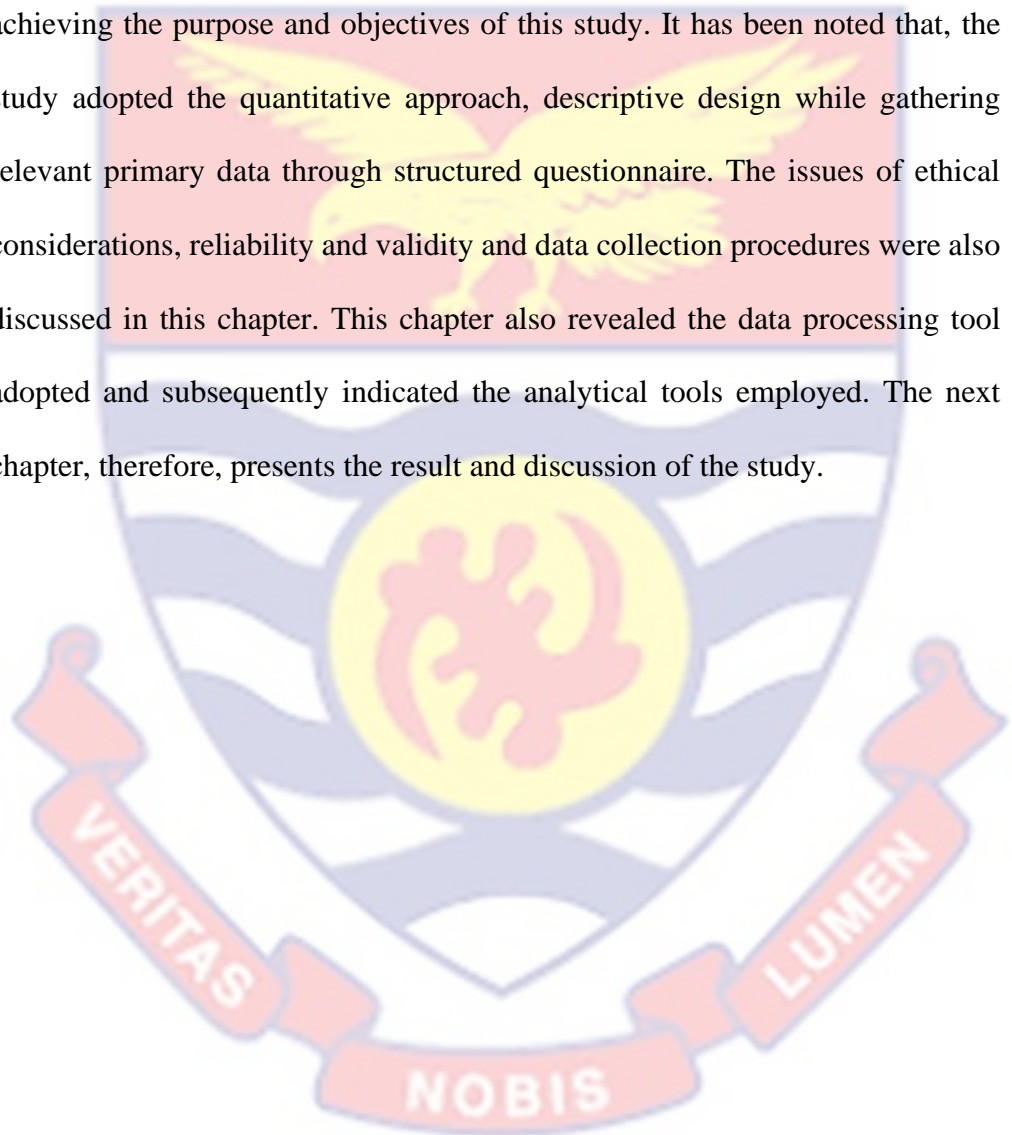 achieving the purpose and objectives of this study. It has been noted that, the
study adopted the quantitative approach, descriptive design while gathering
relevant primary data through structured questionnaire. The issues of ethical
considerations, reliability and validity and data collection procedures were also
discussed in this chapter. This chapter also revealed the data processing tool
adopted and subsequently indicated the analytical tools employed. The next
chapter, therefore, presents the result and discussion of the study.
VERITAS
NOBIS
LUMEN